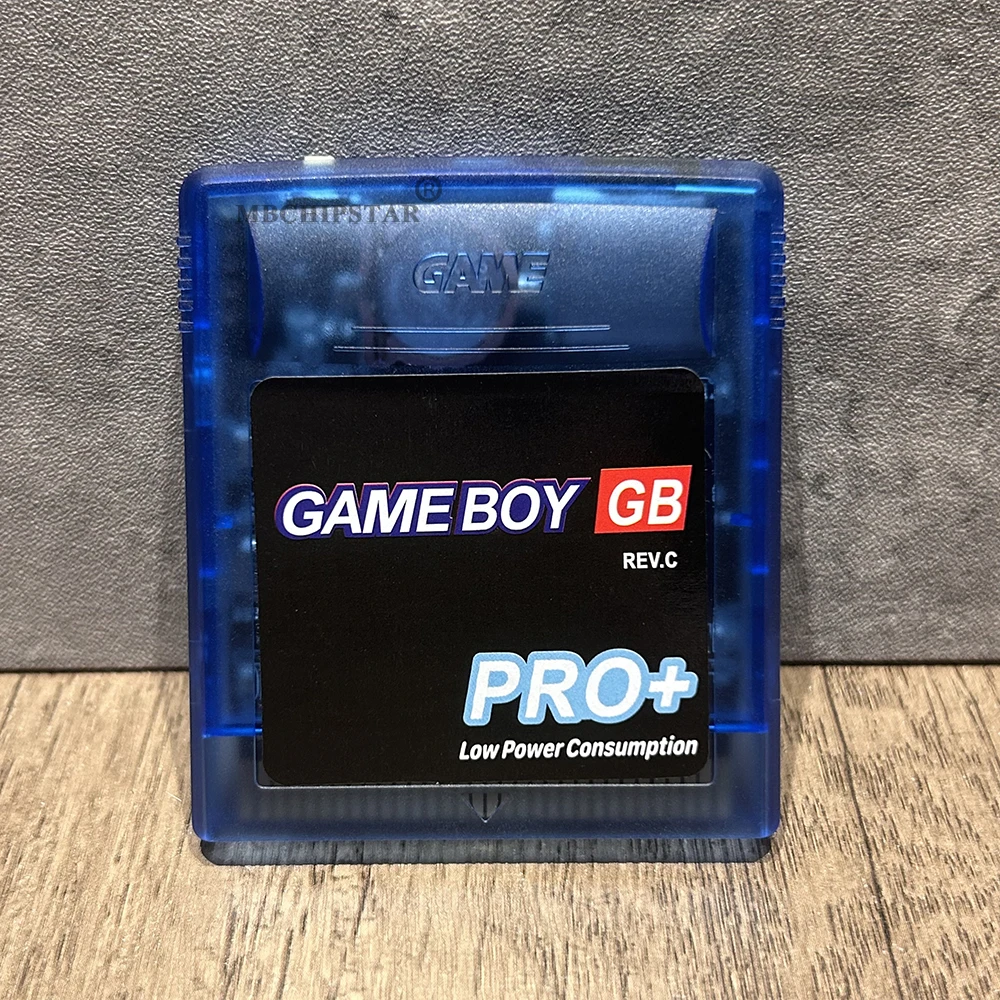 MBCHIPSTAR®
GAME
GAME BOY GB
REV.C
PRO+
Low Power Consumption